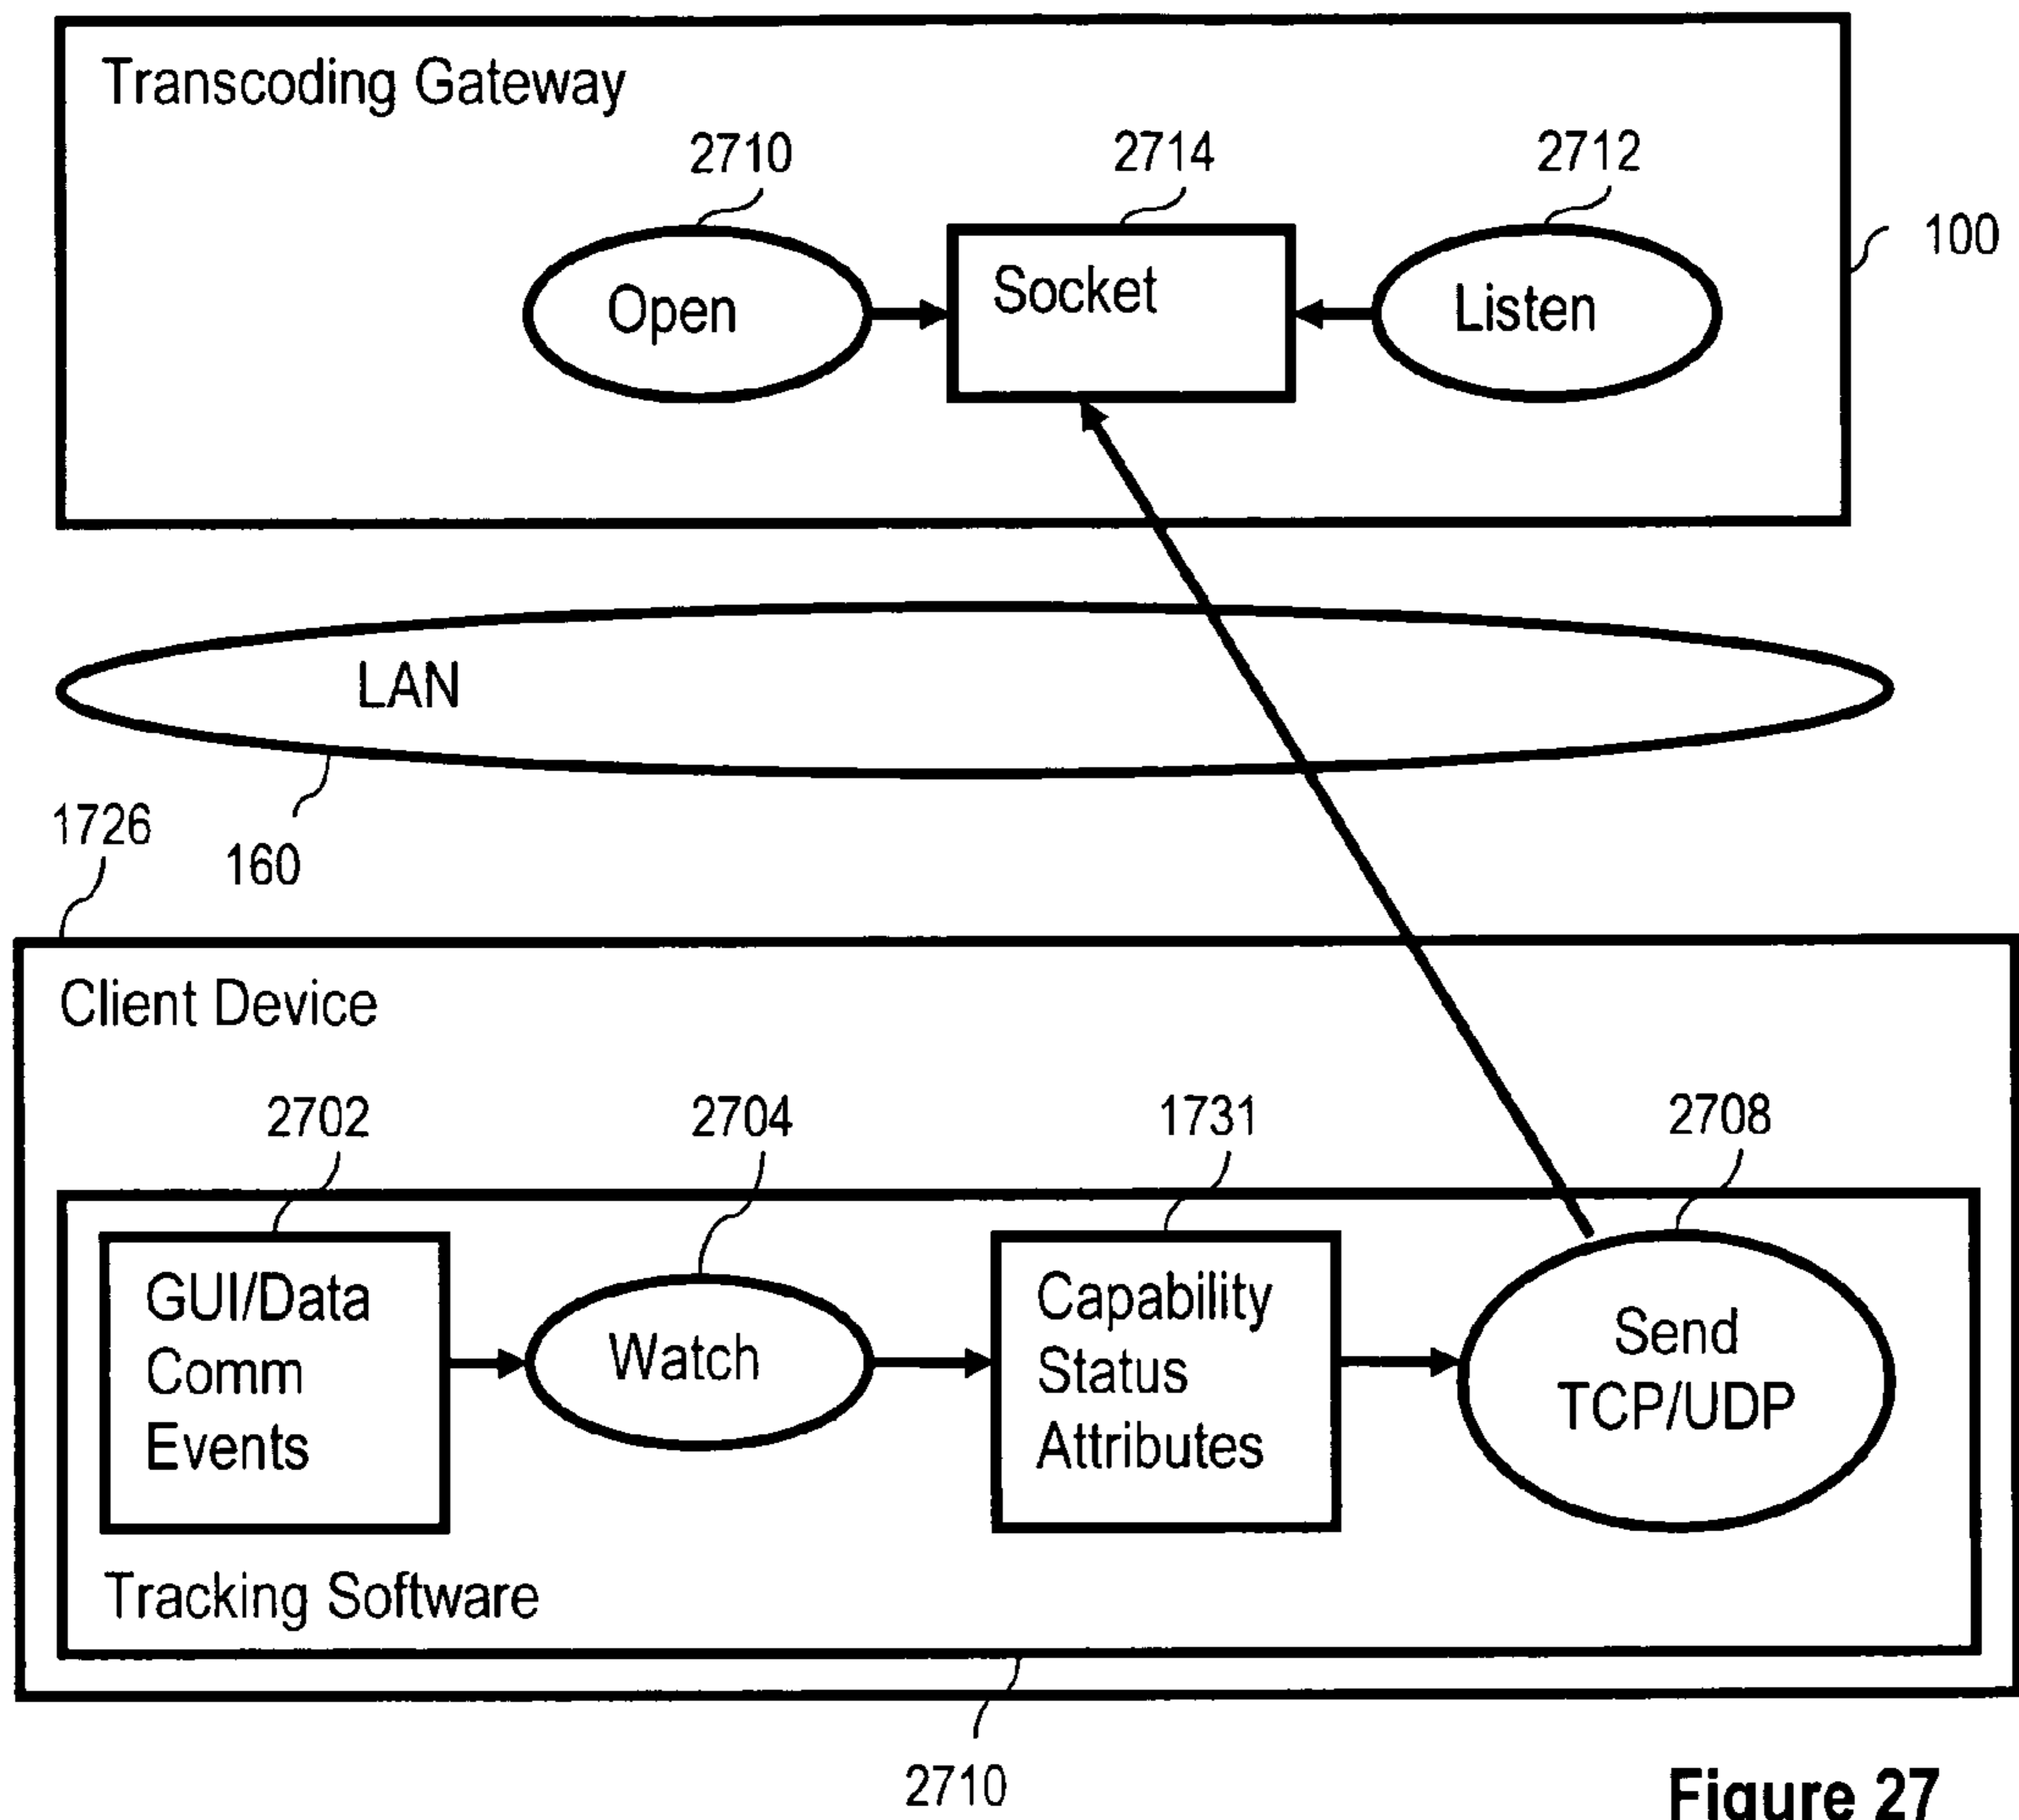 Transcoding Gateway
2710
2714
2712
100
Open
Socket
Listen
LAN
1726
160
Client Device
2702
2704
1731
2708
GUI/Data
Comm
Events
Watch
Capability
Status
Attributes
Send
TCP/UDP
Tracking Software
2710
Figure 27